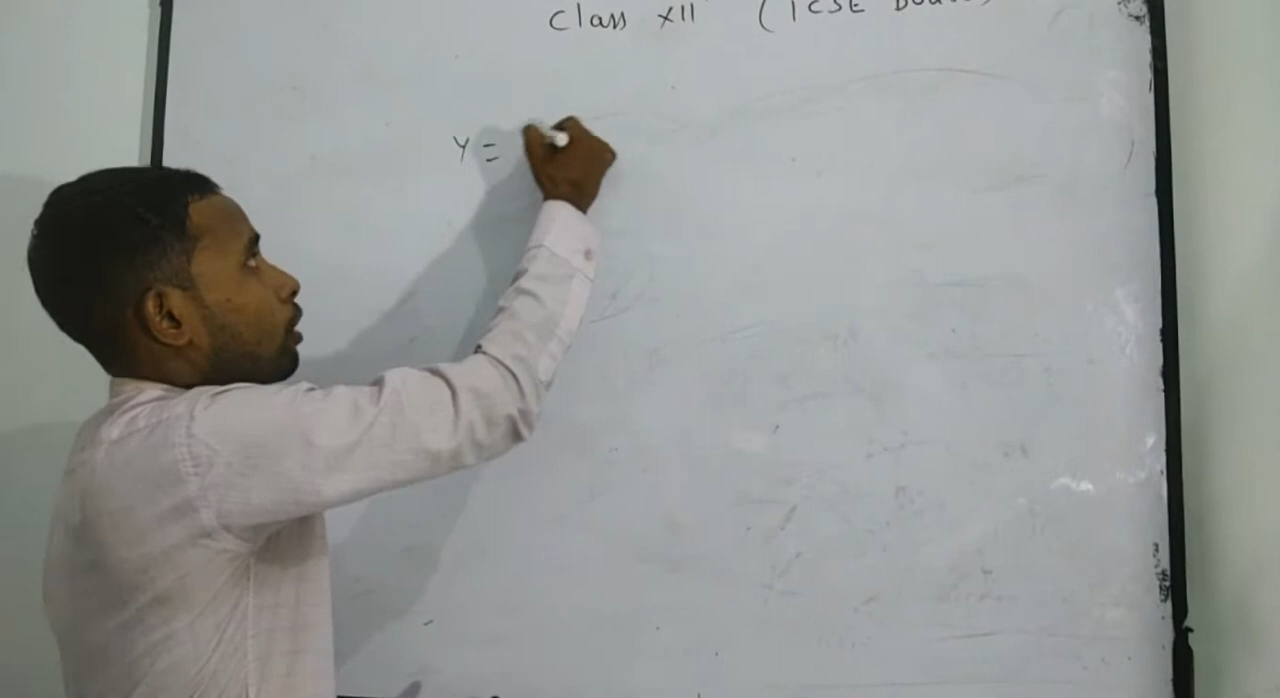 Class XII (ICSE Board)
Y =